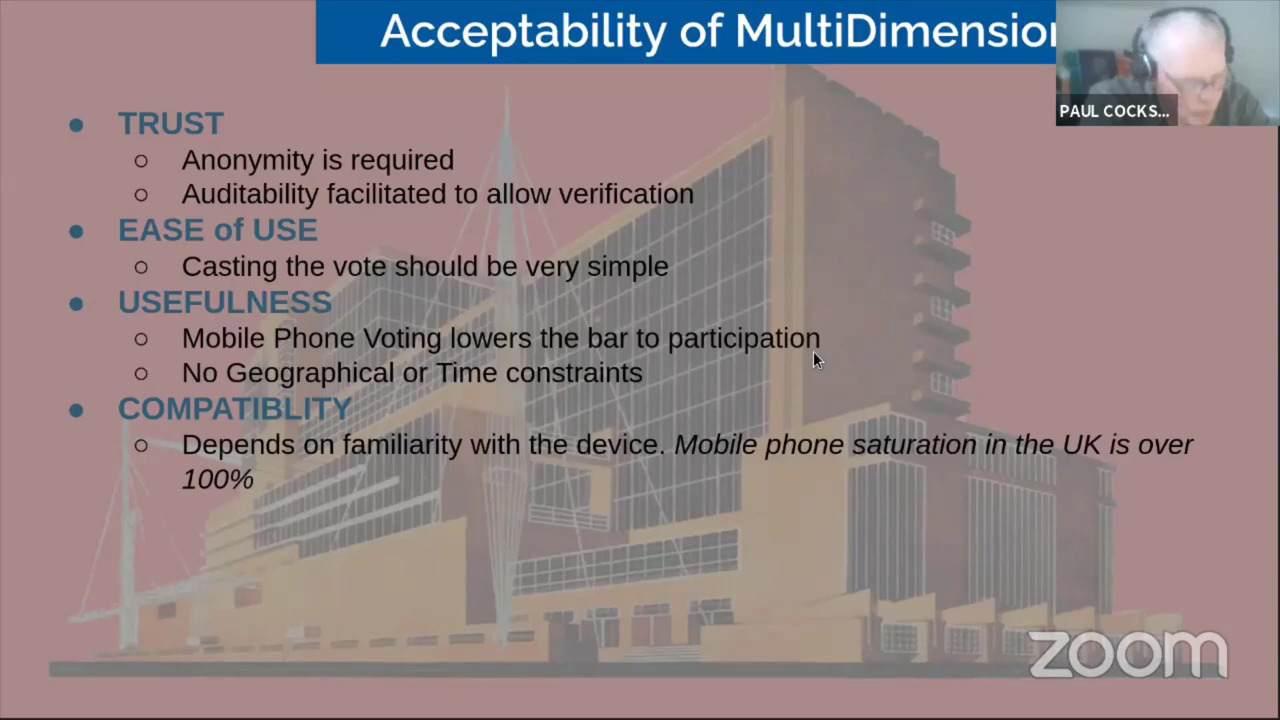 Acceptability of MultiDimension
PAUL COCKS...
● TRUST
○ Anonymity is required
○ Auditability facilitated to allow verification
● EASE of USE
○ Casting the vote should be very simple
● USEFULNESS
○ Mobile Phone Voting lowers the bar to participation
○ No Geographical or Time constraints
● COMPATIBLITY
○ Depends on familiarity with the device. Mobile phone saturation in the UK is over
100%
zoom